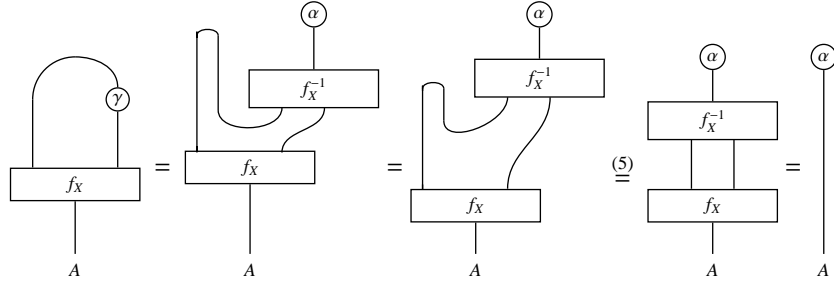 α α
f_X^{-1} f_X^{-1} α α
γ f_X^{-1}
= f_X = (5) = =
f_X f_X f_X
A A A A A